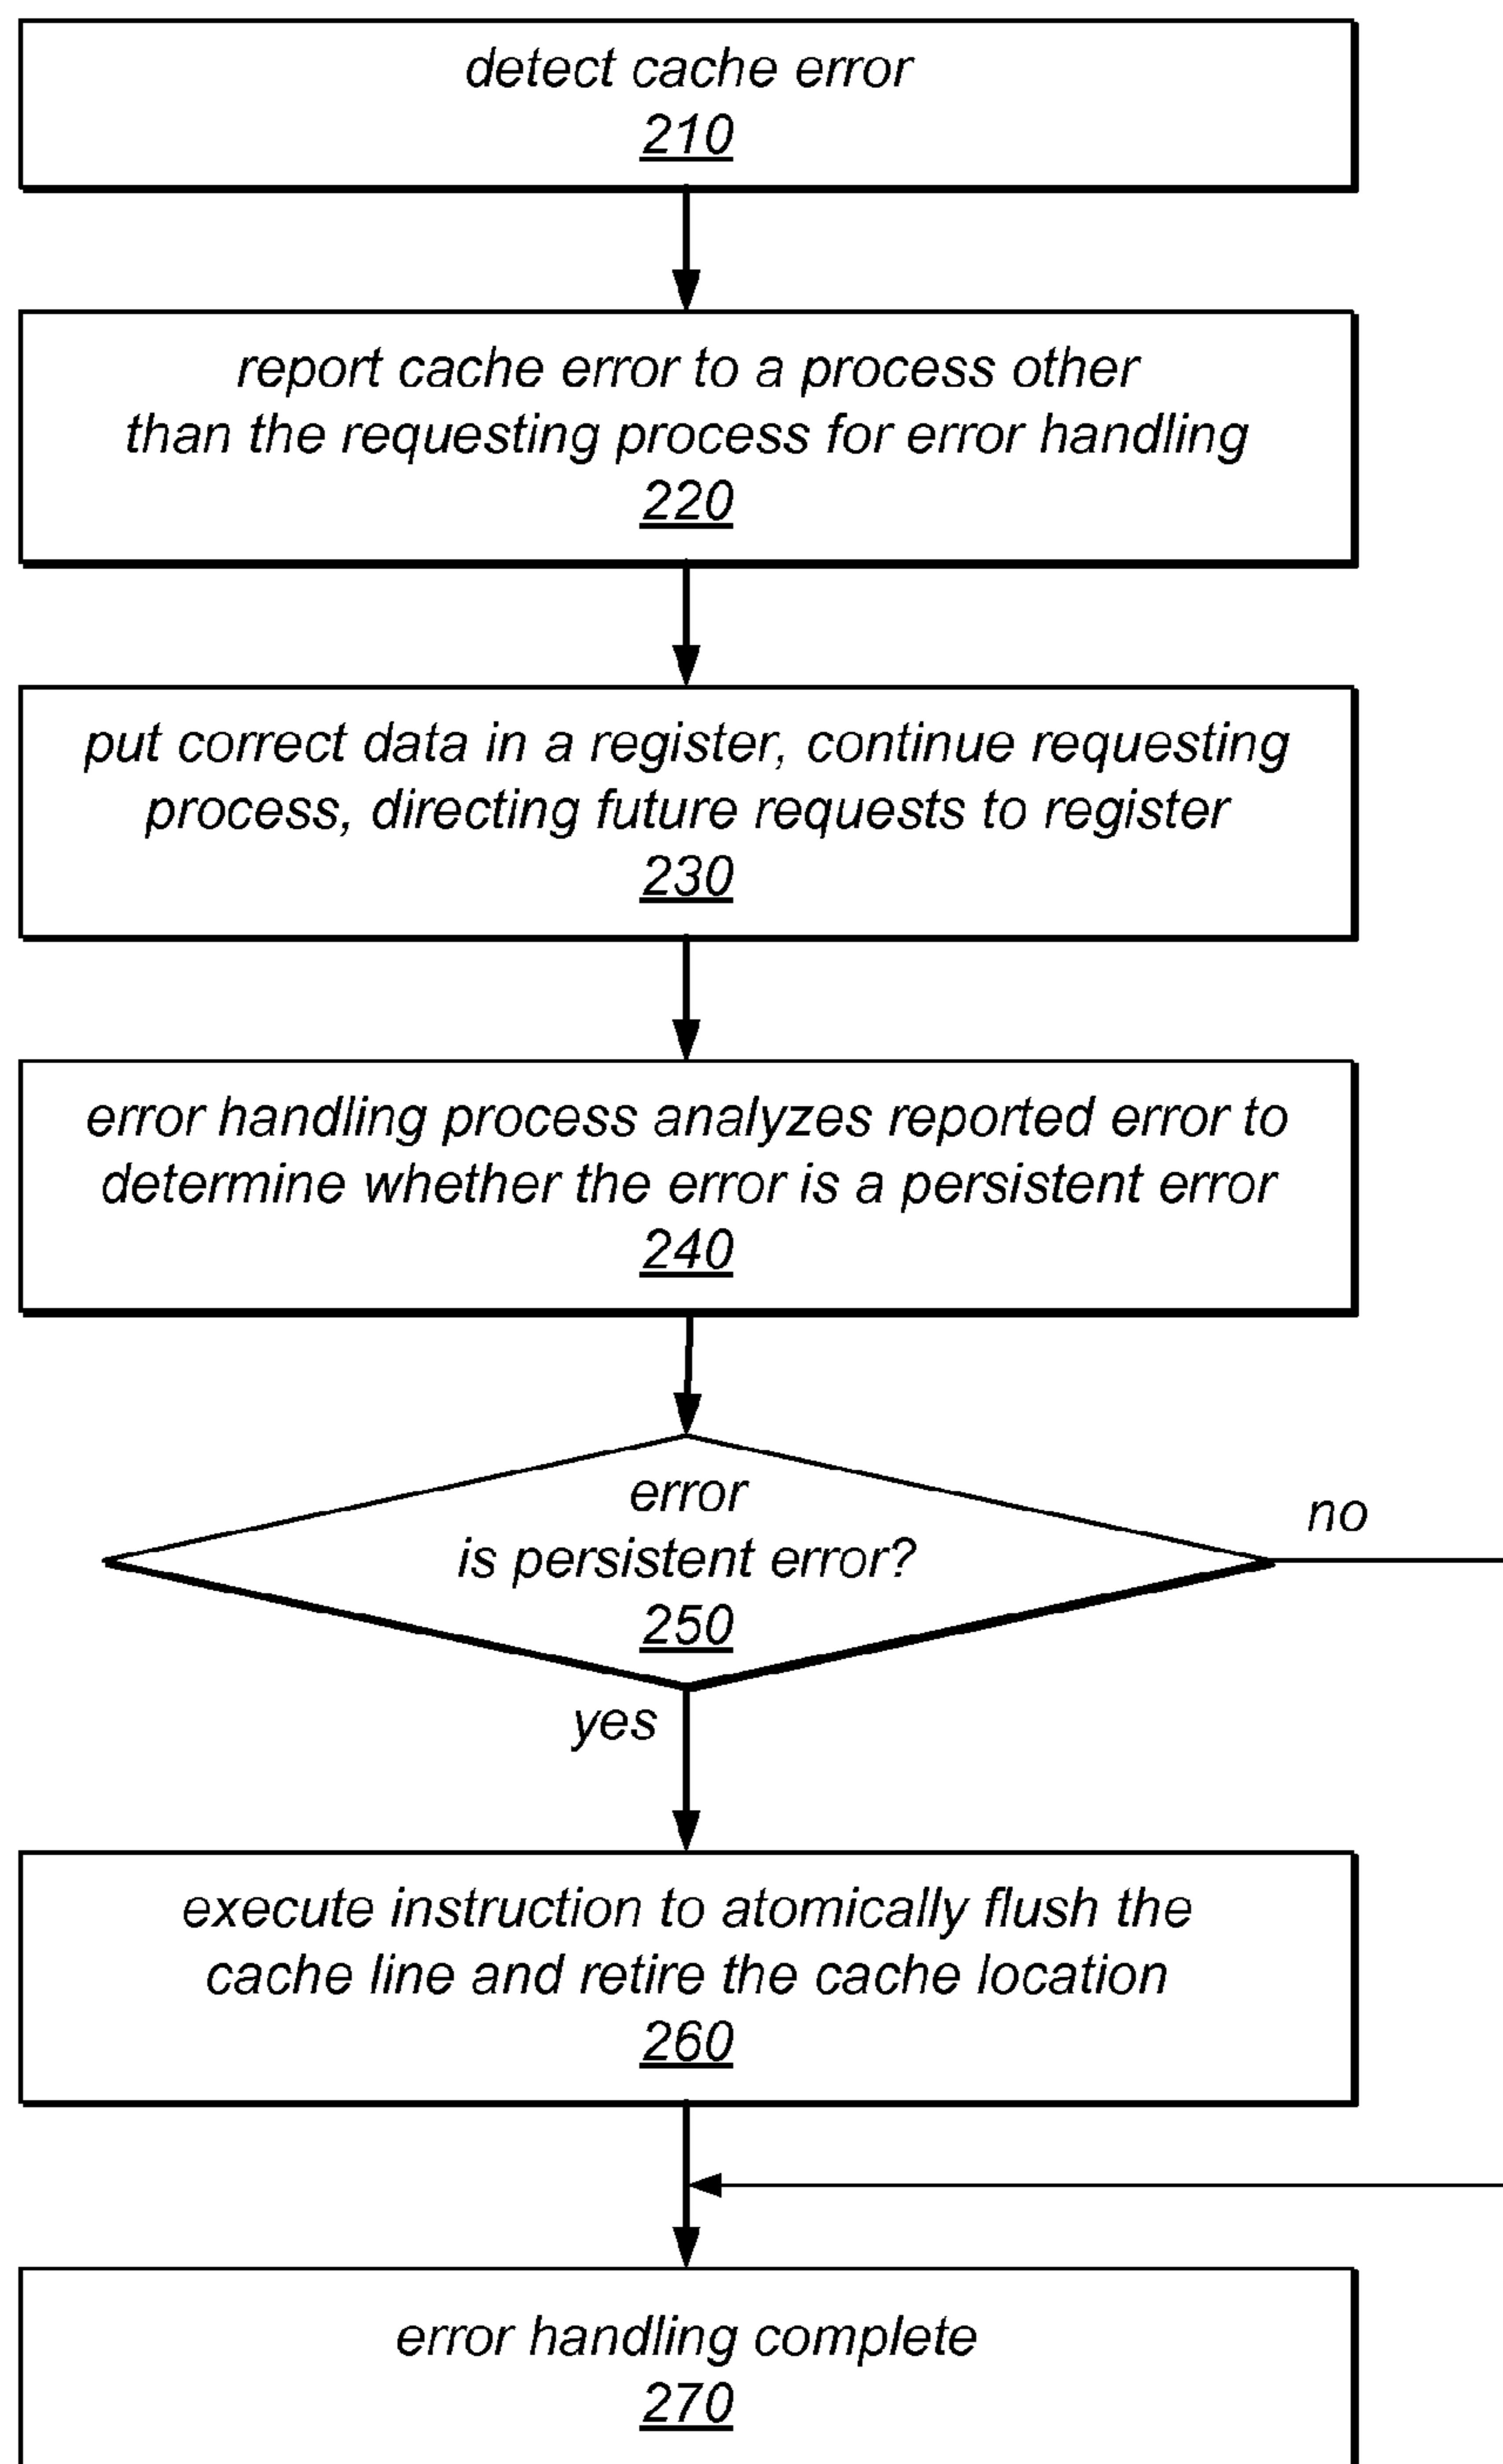 detect cache error
210
report cache error to a process other
than the requesting process for error handling
220
put correct data in a register, continue requesting
process, directing future requests to register
230
error handling process analyzes reported error to
determine whether the error is a persistent error
240
error
is persistent error?
250
no
yes
execute instruction to atomically flush the
cache line and retire the cache location
260
error handling complete
270